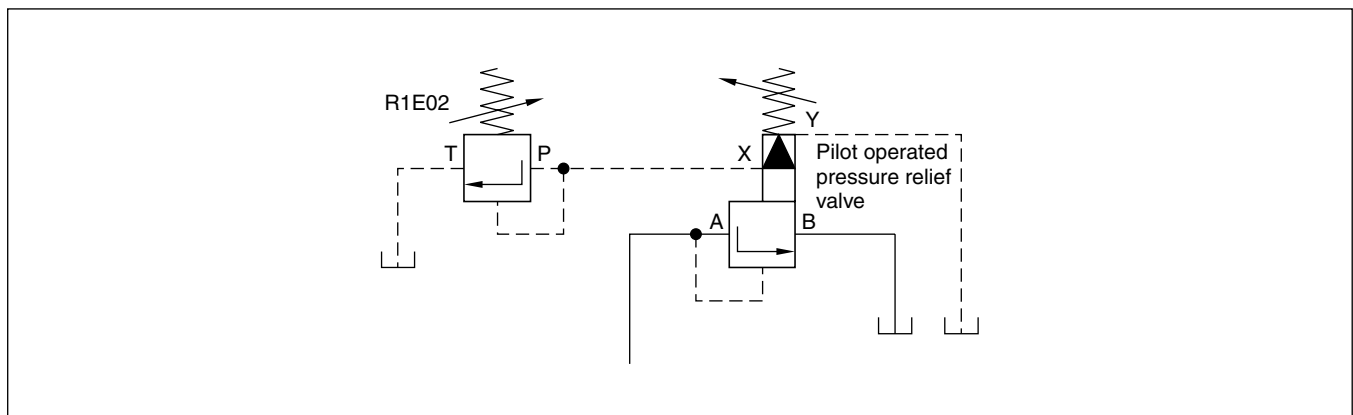 R1E02
T
P
X
Y
Pilot operated
pressure relief
valve
A
B